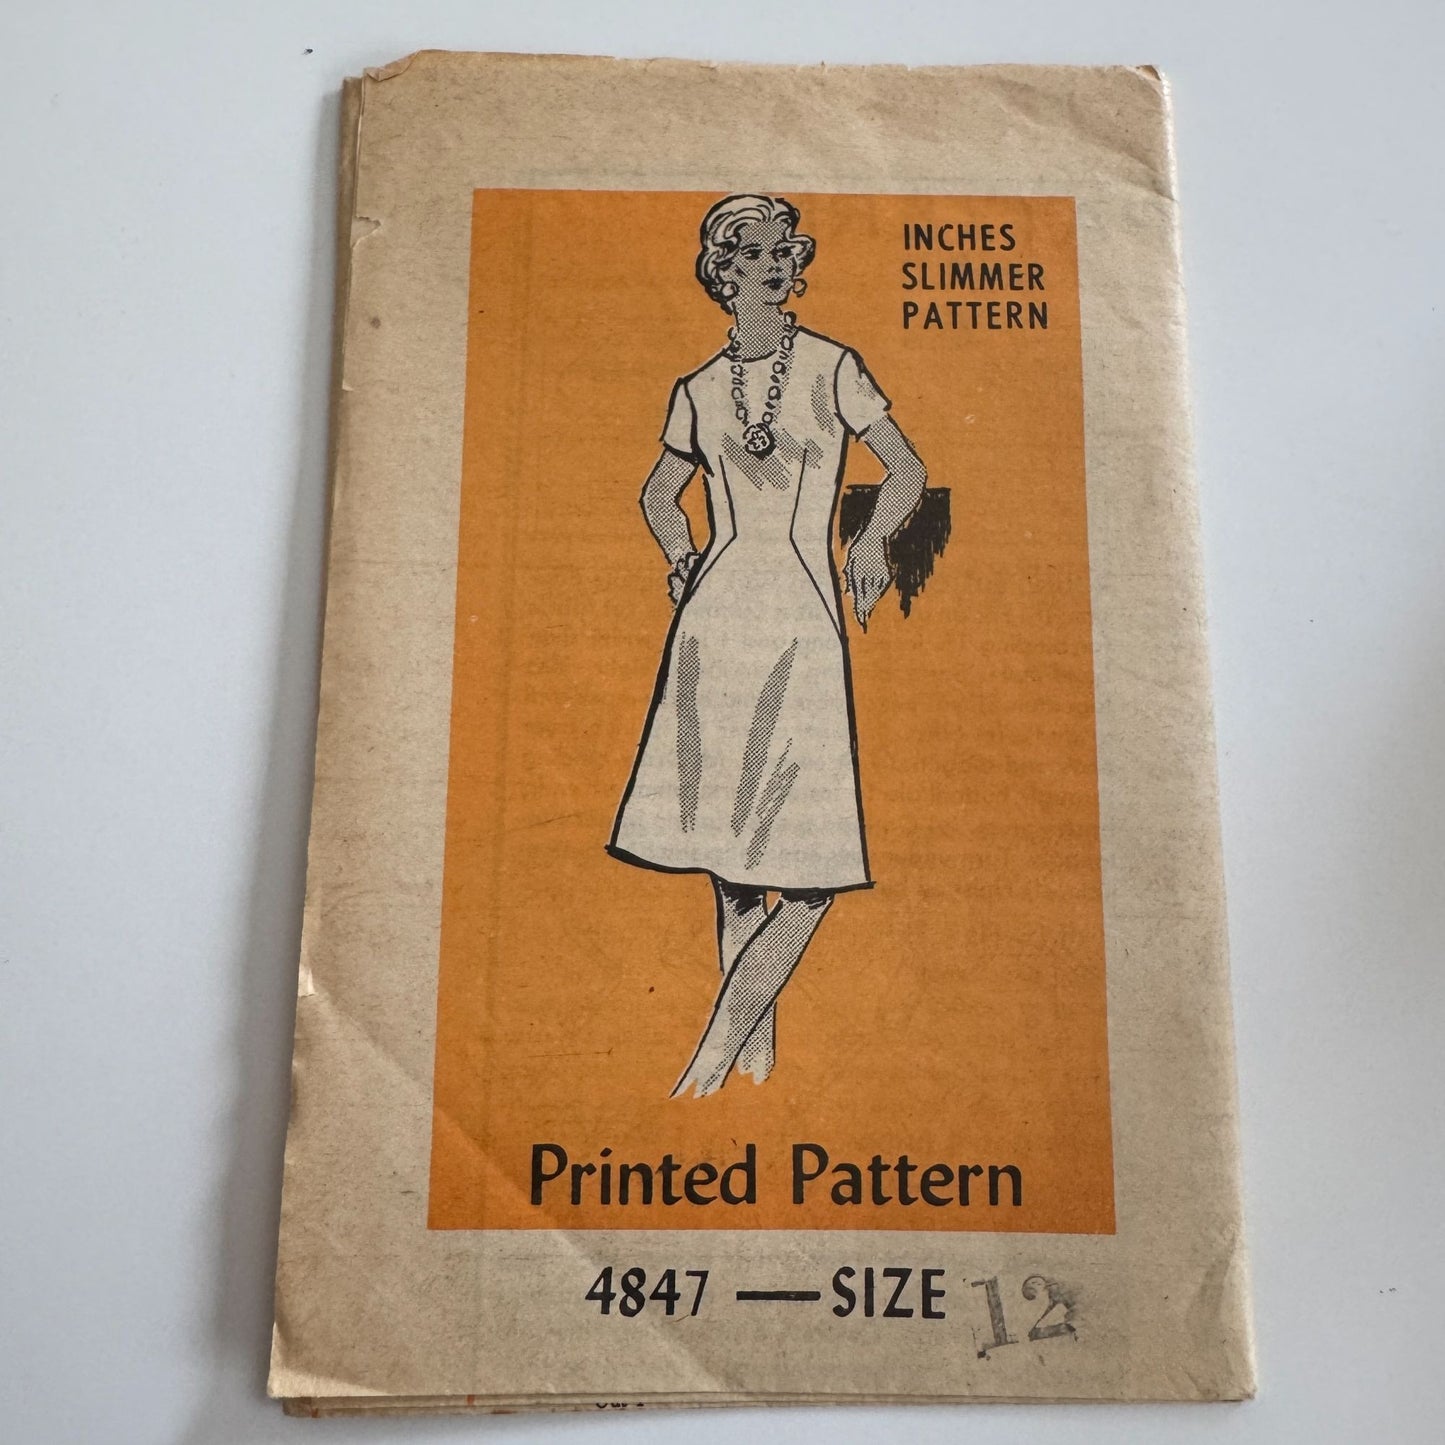 INCHES
SLIMMER
PATTERN
Printed Pattern
4847 — SIZE 12